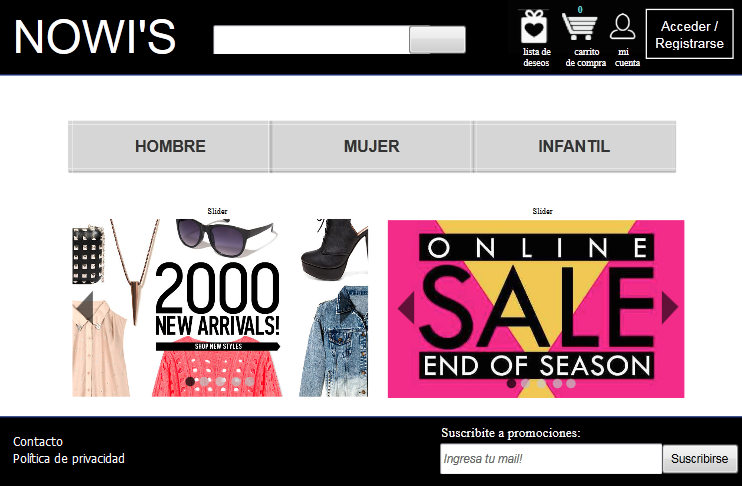 NOWI'S
0
lista de
deseos
carrito
de compra
mi
cuenta
Acceder /
Registrarse
HOMBRE
MUJER
INFANTIL
Slider
2000
NEW ARRIVALS!
SHOP NEW STYLES
Slider
ONLINE
SALE
END OF SEASON
Contacto
Política de privacidad
Suscribite a promociones:
Ingresa tu mail!
Suscribirse